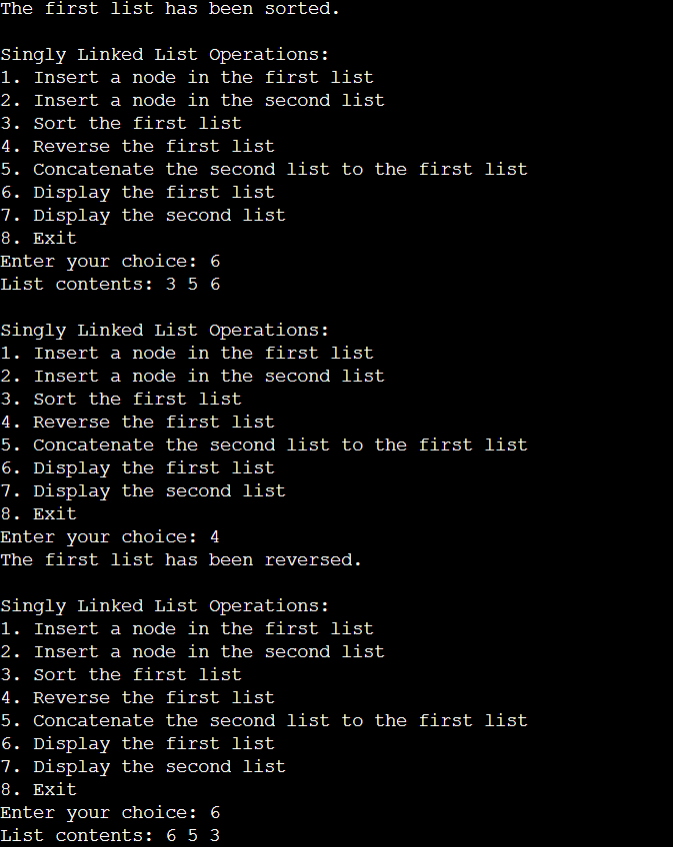 The first list has been sorted.
Singly Linked List Operations:
1. Insert a node in the first list
2. Insert a node in the second list
3. Sort the first list
4. Reverse the first list
5. Concatenate the second list to the first list
6. Display the first list
7. Display the second list
8. Exit
Enter your choice: 6
List contents: 3 5 6
Singly Linked List Operations:
1. Insert a node in the first list
2. Insert a node in the second list
3. Sort the first list
4. Reverse the first list
5. Concatenate the second list to the first list
6. Display the first list
7. Display the second list
8. Exit
Enter your choice: 4
The first list has been reversed.
Singly Linked List Operations:
1. Insert a node in the first list
2. Insert a node in the second list
3. Sort the first list
4. Reverse the first list
5. Concatenate the second list to the first list
6. Display the first list
7. Display the second list
8. Exit
Enter your choice: 6
List contents: 6 5 3